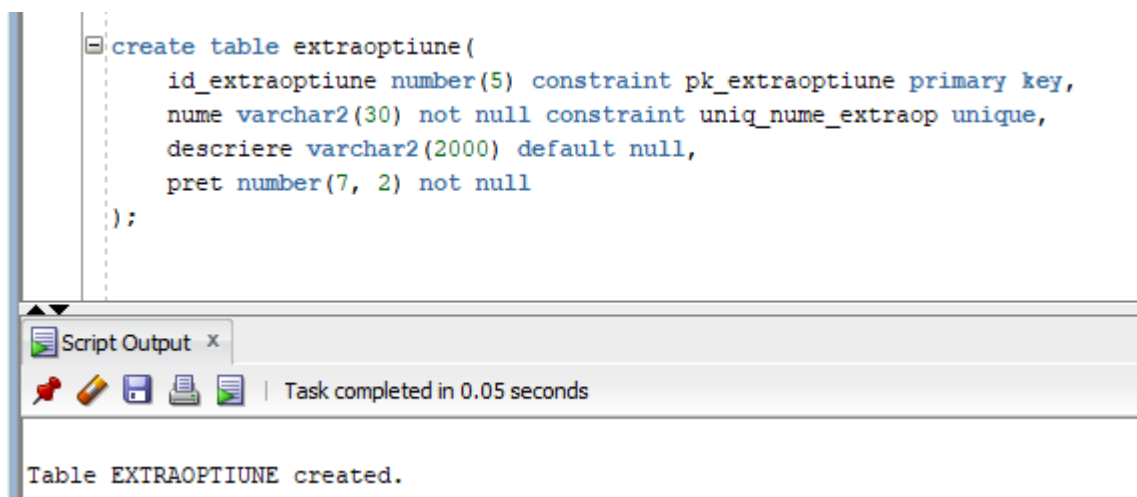 create table extraoptiune(
    id_extraoptiune number(5) constraint pk_extraoptiune primary key,
    nume varchar2(30) not null constraint uniq_nume_extraop unique,
    descriere varchar2(2000) default null,
    pret number(7, 2) not null
);
Script Output x
Task completed in 0.05 seconds
Table EXTRAOPTIUNE created.